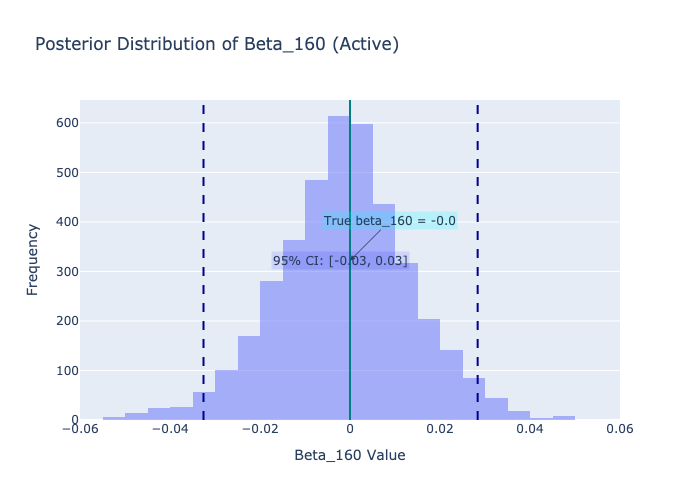 Posterior Distribution of Beta_160 (Active)
600
500
400
300
200
100
0
Frequency
True beta_160 = -0.0
95% CI: [-0.03, 0.03]
−0.06
−0.04
−0.02
0
0.02
0.04
0.06
Beta_160 Value